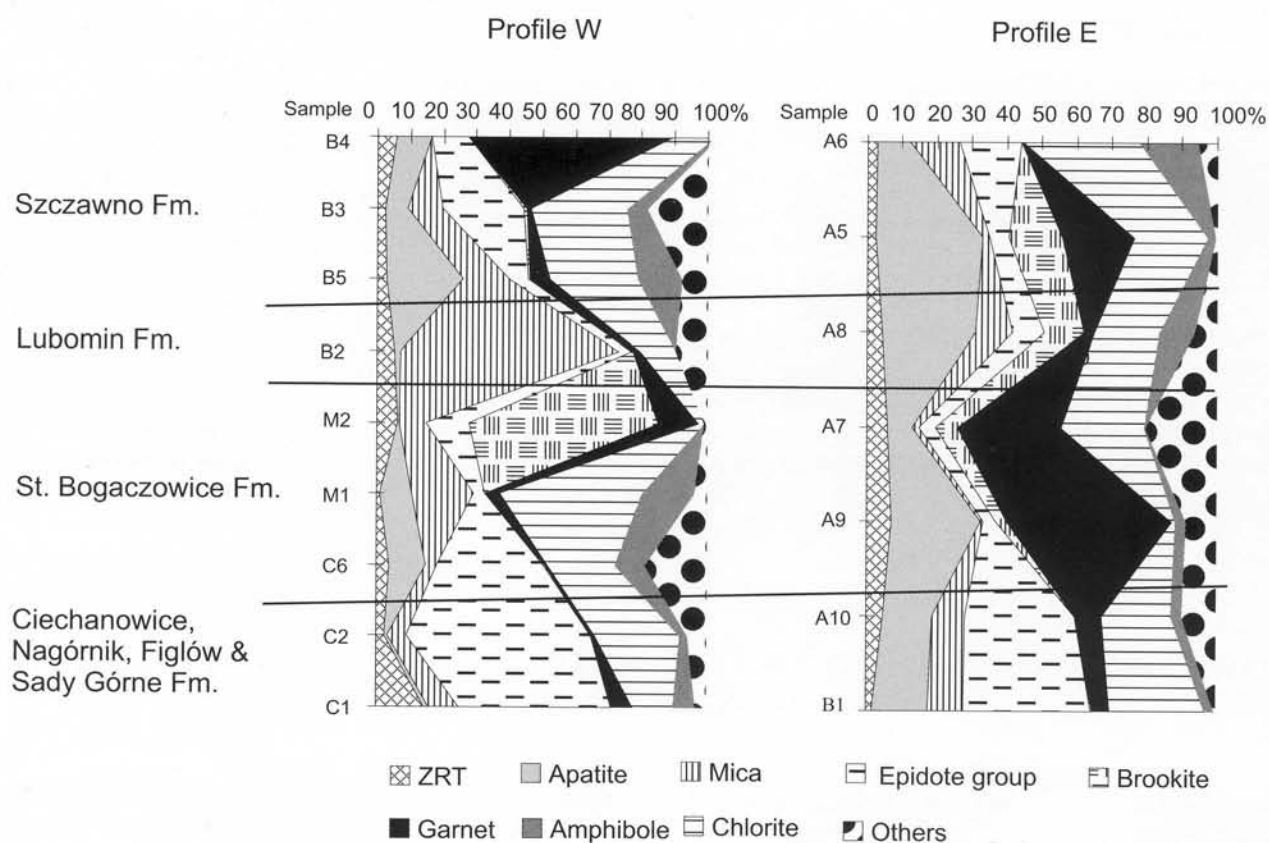 Profile W
Profile E
Sample 0 10 20 30 40 50 60 70 80 90 100%
Sample 0 10 20 30 40 50 60 70 80 90 100%
B4
B3
B5
B2
M2
M1
C6
C2
C1
A6
A5
A8
A7
A9
A10
B1
Szczawno Fm.
Lubomin Fm.
St. Bogaczowice Fm.
Ciechanowice,
Nagórnik, Figlów &
Sady Górne Fm.
ZRT Apatite Mica Epidote group Brookite
Garnet Amphibole Chlorite Others